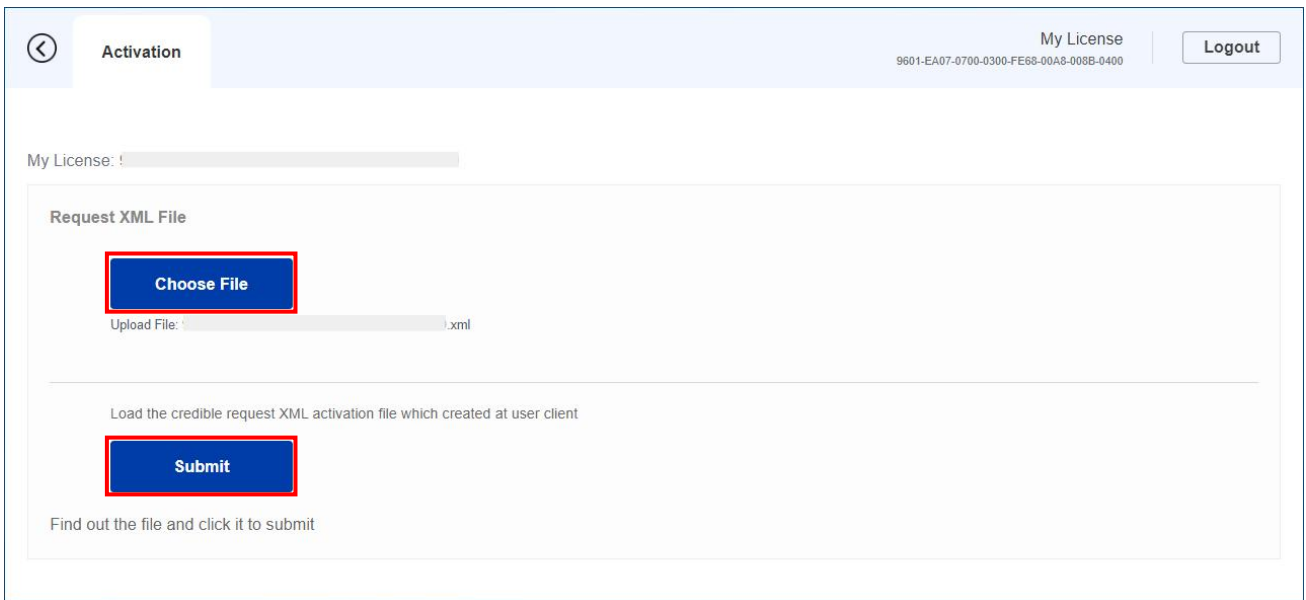 Activation
My License
9601-EA07-0700-0300-FE68-00A8-008B-0400
Logout
My License:
Request XML File
Choose File
Upload File: .xml
Load the credible request XML activation file which created at user client
Submit
Find out the file and click it to submit